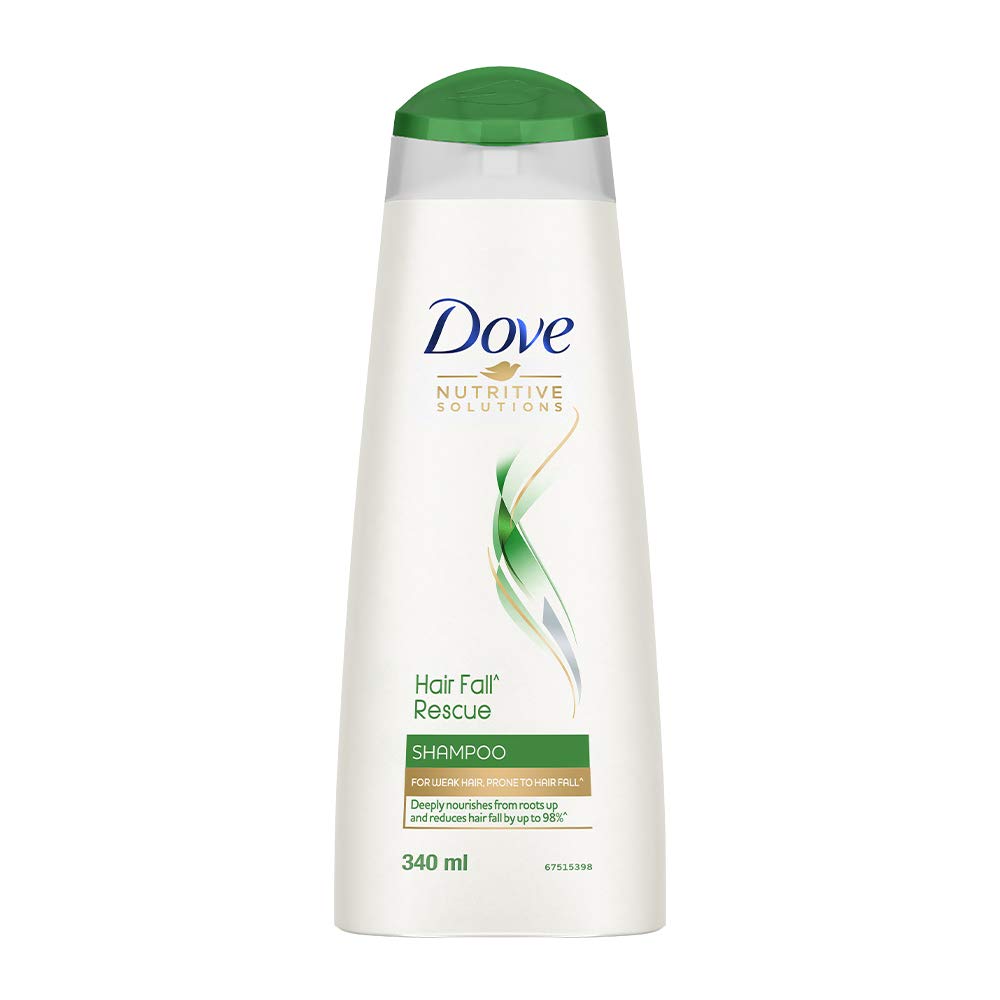 Dove
NUTRITIVE
SOLUTIONS
Hair Fall^
Rescue
SHAMPOO
FOR WEAK HAIR, PRONE TO HAIR FALL^
Deeply nourishes from roots up
and reduces hair fall by up to 98%^
340 ml
67515398